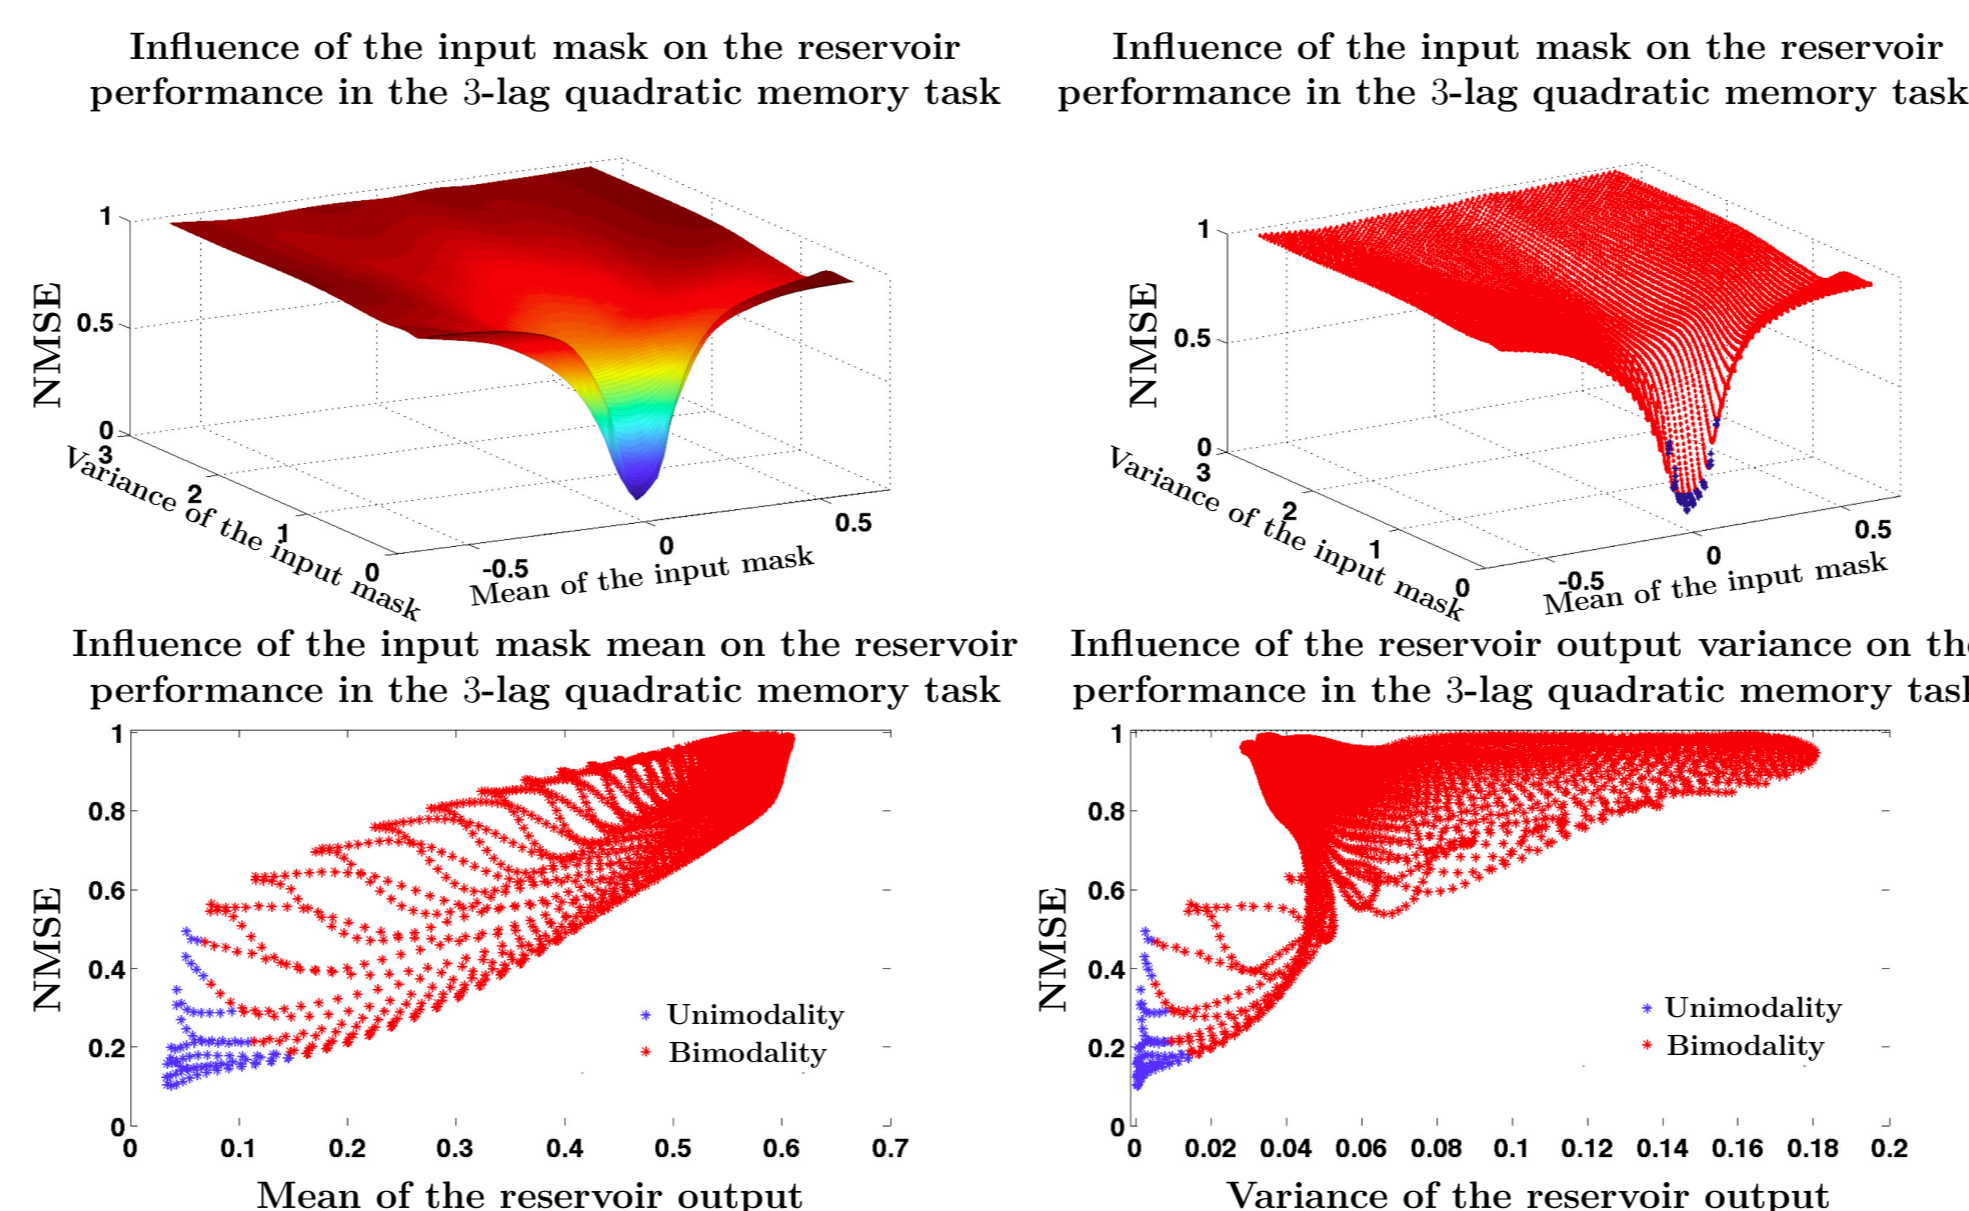 Influence of the input mask on the reservoir
performance in the 3-lag quadratic memory task
1
0.5
0
NMSE
3
2
1
0
Variance of the input mask
-0.5
0
0.5
Mean of the input mask
Influence of the input mask on the reservoir
performance in the 3-lag quadratic memory task
1
0.5
0
NMSE
3
2
1
0
Variance of the input mask
-0.5
0
0.5
Mean of the input mask
Influence of the input mask mean on the reservoir
performance in the 3-lag quadratic memory task
1
0.8
0.6
0.4
0.2
0
NMSE
Unimodality
Bimodality
0 0.1 0.2 0.3 0.4 0.5 0.6 0.7
Mean of the reservoir output
Influence of the reservoir output variance on the
performance in the 3-lag quadratic memory task
1
0.8
0.6
0.4
0.2
0
NMSE
Unimodality
Bimodality
0 0.02 0.04 0.06 0.08 0.1 0.12 0.14 0.16 0.18 0.2
Variance of the reservoir output